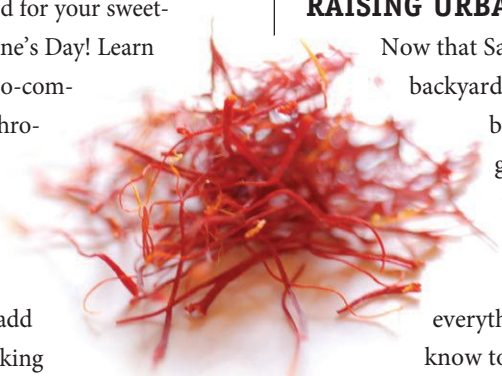 d for your sweet-
ne’s Day! Learn
o-com-
hro-
add
king
RAISING URBA
Now that Sa
backyard
b
g
everyth
know to